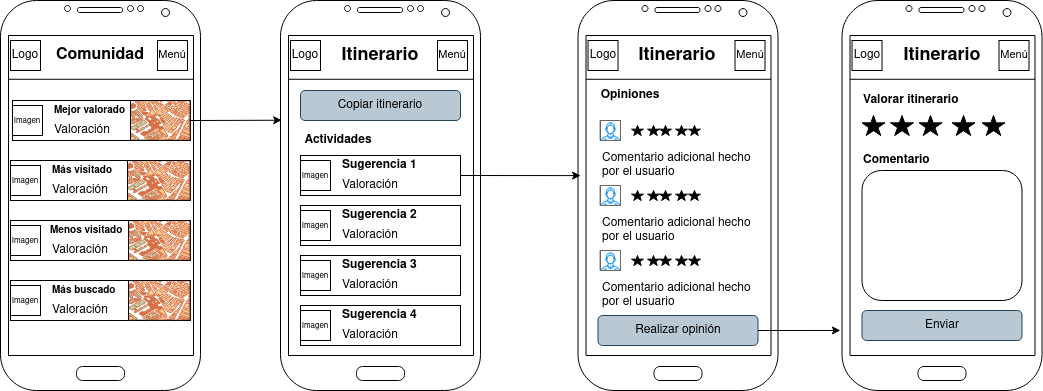 Logo
Comunidad
Menú
Imagen
Mejor valorado
Valoración
Imagen
Más visitado
Valoración
Imagen
Menos visitado
Valoración
Imagen
Más buscado
Valoración
Logo
Itinerario
Menú
Copiar itinerario
Actividades
Imagen
Sugerencia 1
Valoración
Imagen
Sugerencia 2
Valoración
Imagen
Sugerencia 3
Valoración
Imagen
Sugerencia 4
Valoración
Logo
Itinerario
Menú
Opiniones
Comentario adicional hecho
por el usuario
Comentario adicional hecho
por el usuario
Comentario adicional hecho
por el usuario
Realizar opinión
Logo
Itinerario
Menú
Valorar itinerario
Comentario
Enviar